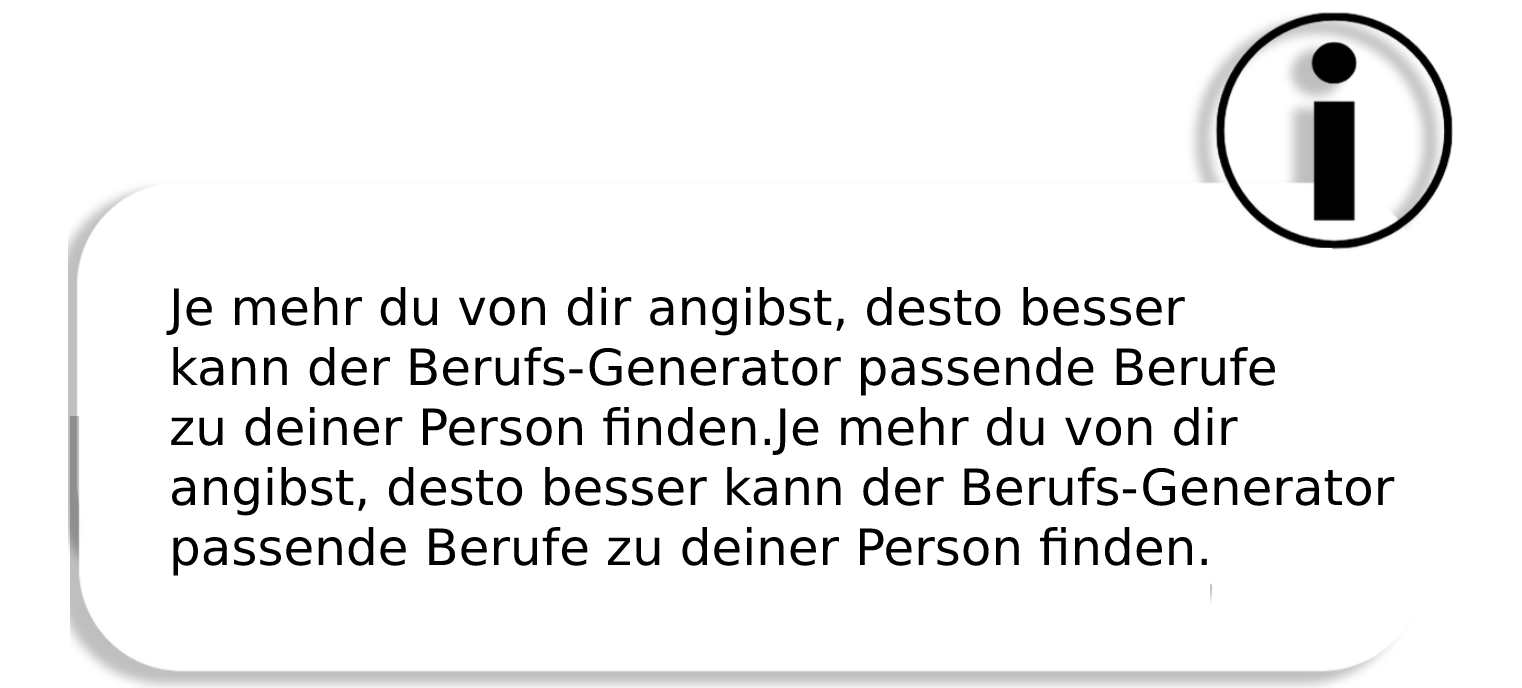 Je mehr du von dir angibst, desto besser
kann der Berufs-Generator passende Berufe
zu deiner Person finden.Je mehr du von dir
angibst, desto besser kann der Berufs-Generator
passende Berufe zu deiner Person finden.